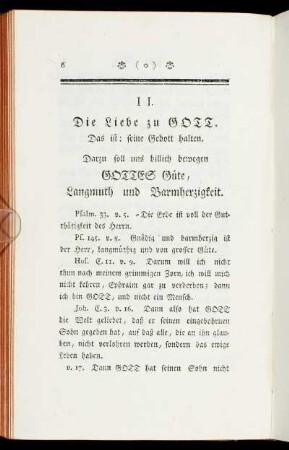 6 ( o )
II.
Die Liebe zu GOTT.
Das ist: seine Gebott halten.
Darzu soll uns billich bewegen
GOTTES Güte,
Langmuth und Barmherzigkeit.
Psalm. 33. v. 5. Die Erde ist voll der Gut-
thätigkeit des Herrn.
Ps. 145. v. 8. Gnädig und barmherzig ist
der Herr, langmüthig und von grosser Güte.
Hos. C. 11. v. 9. Darum will ich nicht
thun nach meinem grimmigen Zorn, ich will mich
nicht kehren, Ephraim gar zu verderben; dann
ich bin GOTT, und nicht ein Mensch.
Joh. C. 3. v. 16. Dann also hat GOTT
die Welt geliebet, daß er seinen eingebohrnen
Sohn gegeben hat, auf daß alle, die an ihn glau-
ben, nicht verlohren werden, sondern das ewige
Leben haben.
v. 17. Dann GOTT hat seinen Sohn nicht